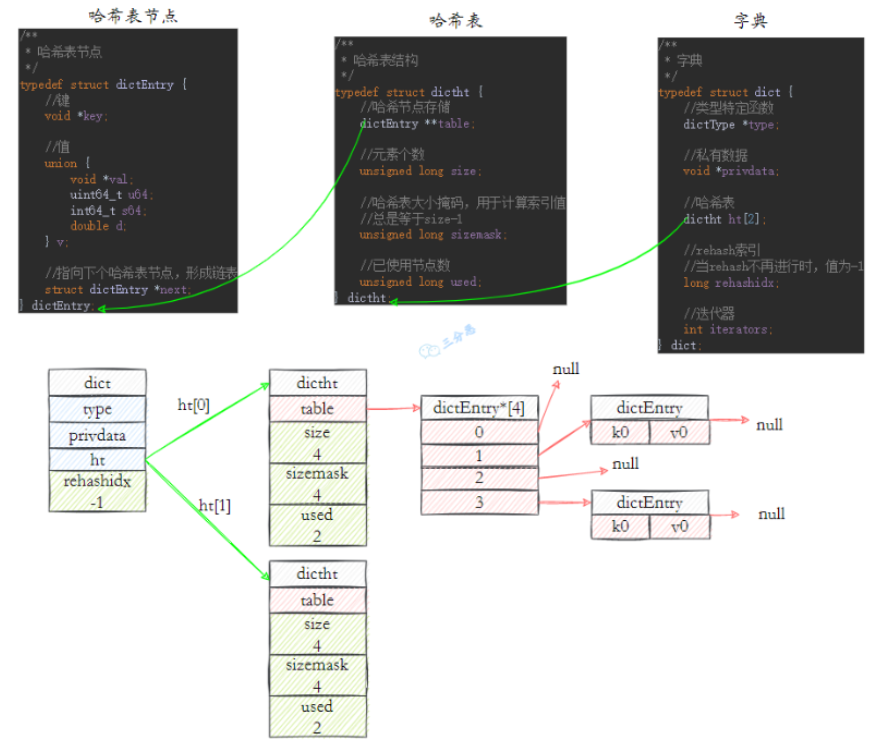 哈希表节点
/**
 * 哈希表节点
 */
typedef struct dictEntry {
    //键
    void *key;
    //值
    union {
        void *val;
        uint64_t u64;
        int64_t s64;
        double d;
    } v;
    //指向下个哈希表节点，形成链表
    struct dictEntry *next;
} dictEntry;
哈希表
/**
 * 哈希表结构
 */
typedef struct dictht {
    //哈希节点存储
    dictEntry **table;
    //元素个数
    unsigned long size;
    //哈希表大小掩码，用于计算索引值
    //总是等于size-1
    unsigned long sizemask;
    //已使用节点数
    unsigned long used;
} dictht;
字典
/**
 * 字典
 */
typedef struct dict {
    //类型特定函数
    dictType *type;
    //私有数据
    void *privdata;
    //哈希表
    dictht ht[2];
    //rehash索引
    //当rehash不再进行时，值为-1
    long rehashidx;
    //迭代器
    int iterators;
} dict;
三分恶
dict
type
privdata
ht
rehashidx
-1
ht[0]
ht[1]
dictht
table
size
4
sizemask
4
used
2
dictht
table
size
4
sizemask
4
used
2
dictEntry*[4]
0
1
2
3
null
dictEntry
k0 v0
null
null
dictEntry
k0 v0
null